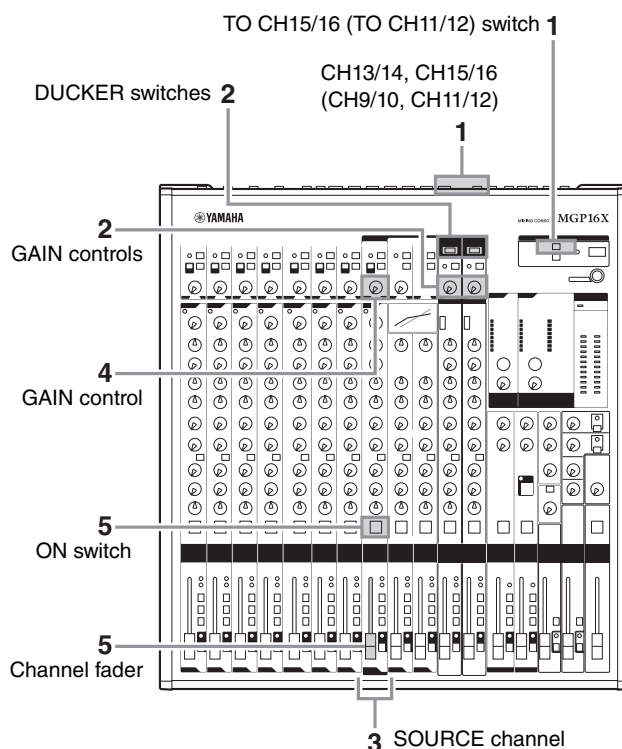 TO CH15/16 (TO CH11/12) switch 1
CH13/14, CH15/16
(CH9/10, CH11/12)
1
DUCKER switches 2
YAMAHA
MIXING CONSO
MGP16X
2
GAIN controls
4
GAIN control
5
ON switch
5
Channel fader
3 SOURCE channel